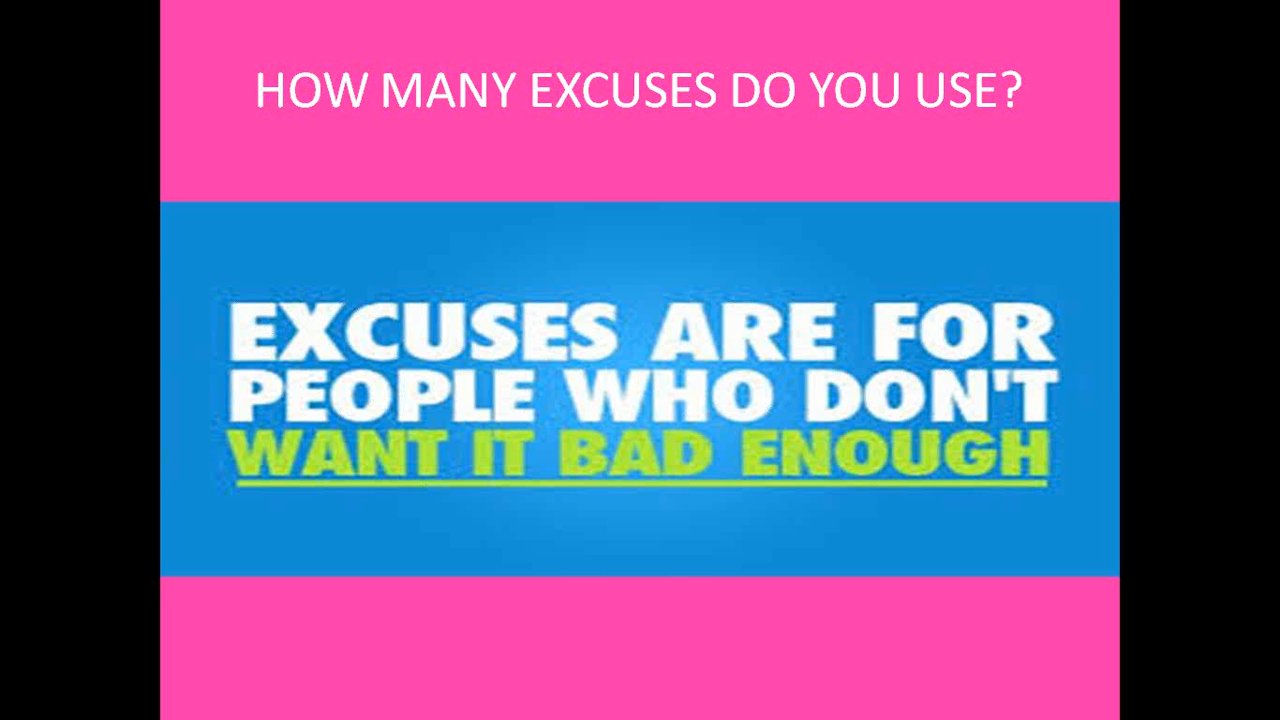 HOW MANY EXCUSES DO YOU USE?
EXCUSES ARE FOR
PEOPLE WHO DON'T
WANT IT BAD ENOUGH